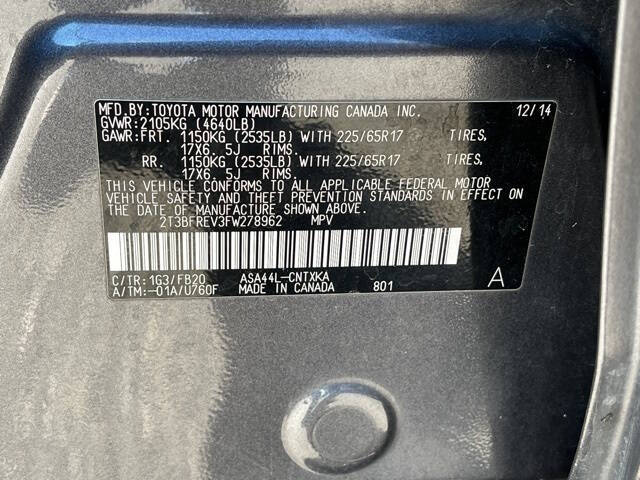 MFD.BY:TOYOTA MOTOR MANUFACTURING CANADA INC. 12/14
GVWR:2105KG (4640LB)
GAWR:FRT. 1150KG (2535LB) WITH 225/65R17 TIRES,
17X6.5J RIMS.
RR. 1150KG (2535LB) WITH 225/65R17 TIRES,
17X6.5J RIMS.
THIS VEHICLE CONFORMS TO ALL APPLICABLE FEDERAL MOTOR
VEHICLE SAFETY AND THEFT PREVENTION STANDARDS IN EFFECT ON
THE DATE OF MANUFACTURE SHOWN ABOVE.
2T3BFREV3FW278962 MPV
C/TR:1G3/FB20 ASA44L-CNTXKA
A/TM:-01A/U760F MADE IN CANADA 801 A